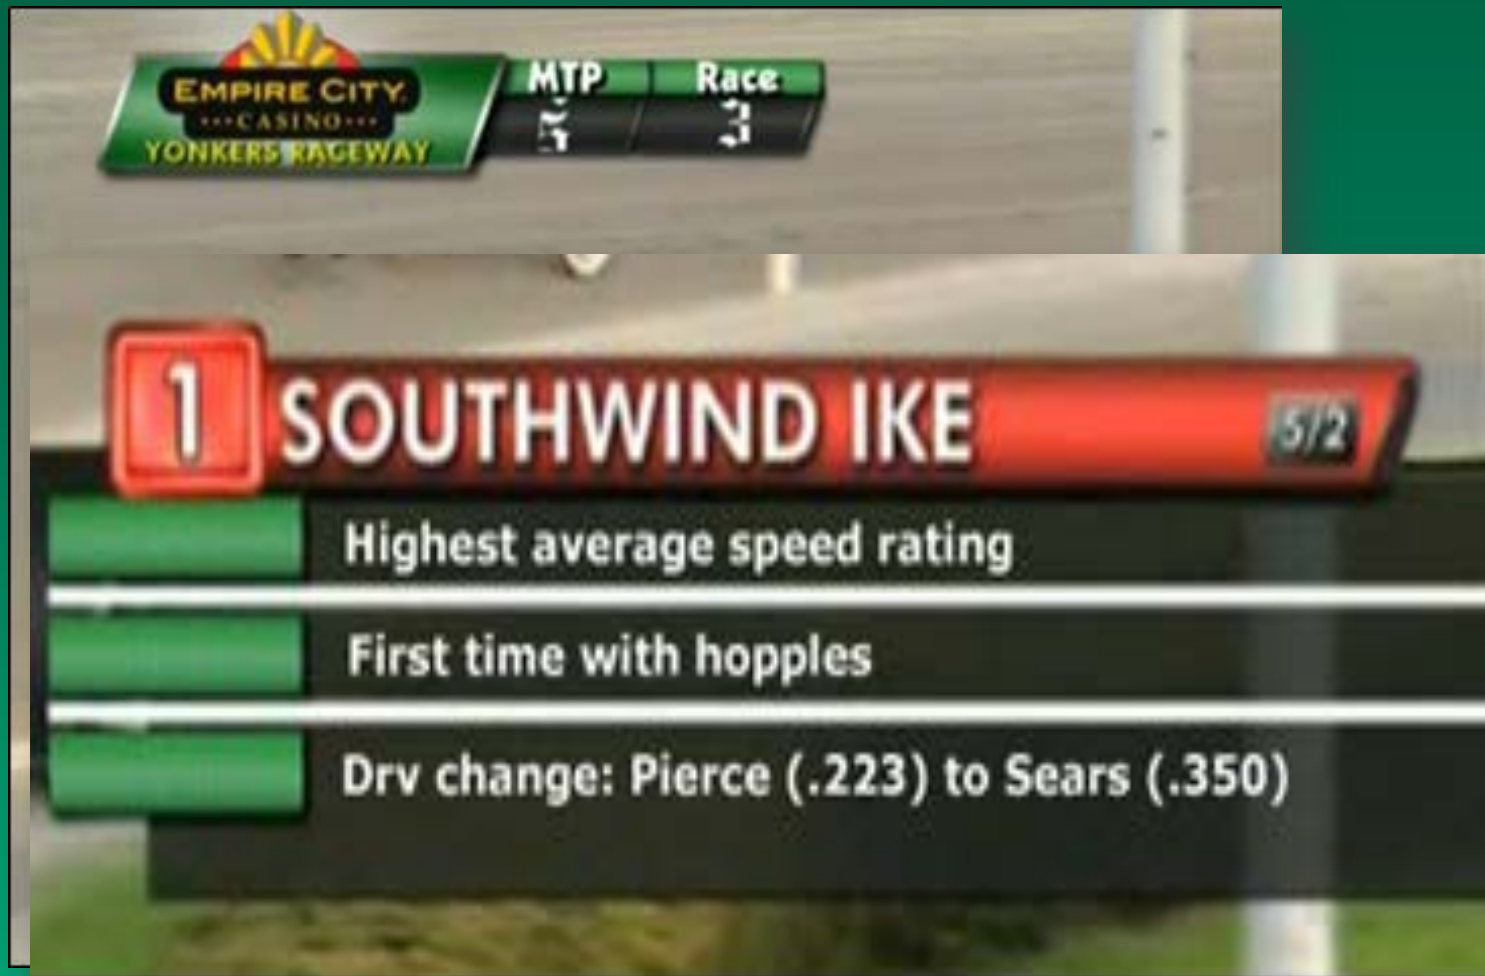 EMPIRE CITY
CASINO
YONKERS RACEWAY
MTP Race
5 3
1 SOUTHWIND IKE 5/2
Highest average speed rating
First time with hopples
Drv change: Pierce (.223) to Sears (.350)